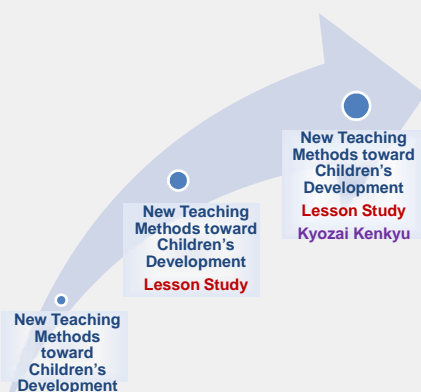 New Teaching
Methods toward
Children's
Development
Lesson Study
Kyozai Kenkyu
New Teaching
Methods toward
Children's
Development
Lesson Study
New Teaching
Methods
toward
Children's
Development